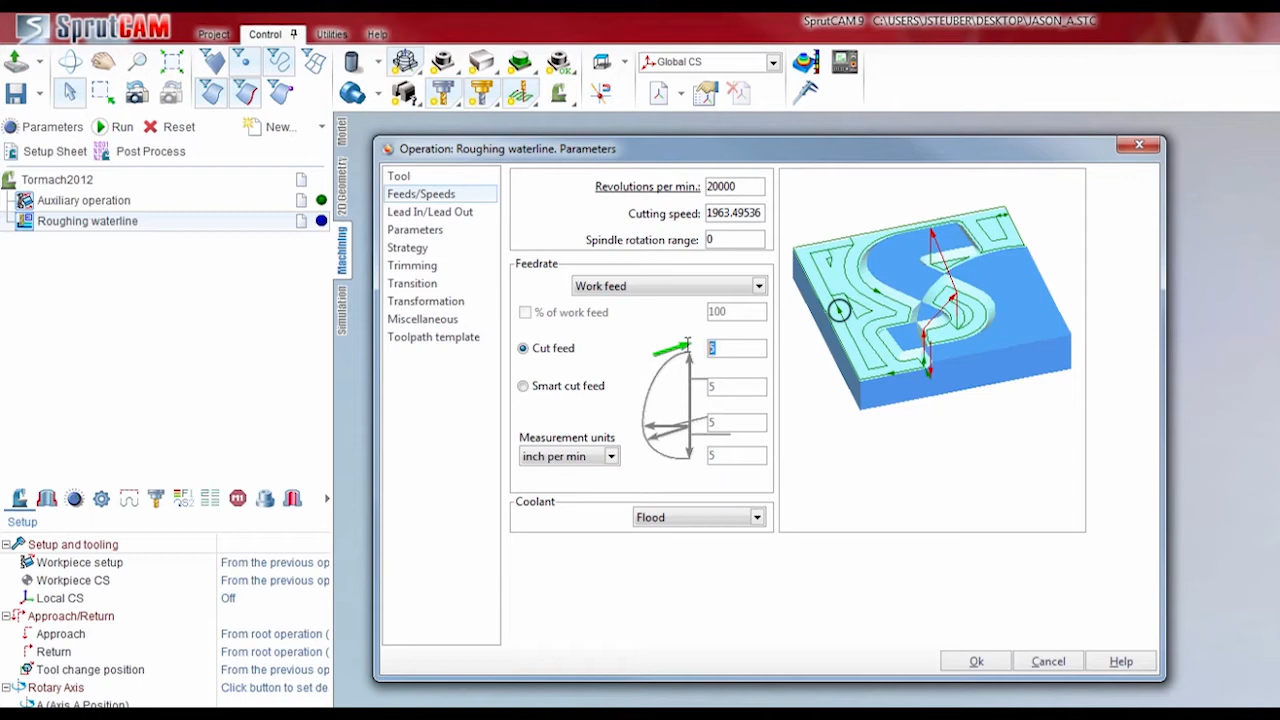 SprutCAM
SprutCAM 9 C:\USERS\JSTEUBER\DESKTOP\JASON_A.STC
Project Control Utilities Help
Global CS
OK
Parameters Run Reset New...
Setup Sheet Post Process
Tormach2012
Auxiliary operation
Roughing waterline
Model
2D Geometry
Machining
Simulation
Operation: Roughing waterline. Parameters
Tool
Feeds/Speeds
Lead In/Lead Out
Parameters
Strategy
Trimming
Transition
Transformation
Miscellaneous
Toolpath template
Revolutions per min.: 20000
Cutting speed: 1963.49536
Spindle rotation range: 0
Feedrate
Work feed
% of work feed 100
Cut feed 5
Smart cut feed 5
5
Measurement units
inch per min 5
Coolant
Flood
Ok Cancel Help
Setup
Setup and tooling
Workpiece setup From the previous op
Workpiece CS From the previous op
Local CS Off
Approach/Return
Approach From root operation (
Return From root operation (
Tool change position From the previous op
Rotary Axis Click button to set de
A (Axis A Position)